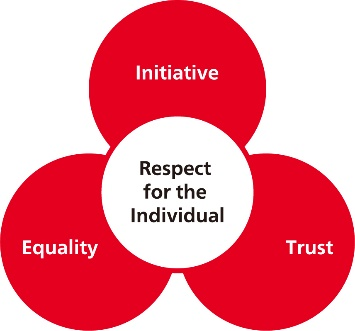 Initiative
Respect
for the
Individual
Equality
Trust